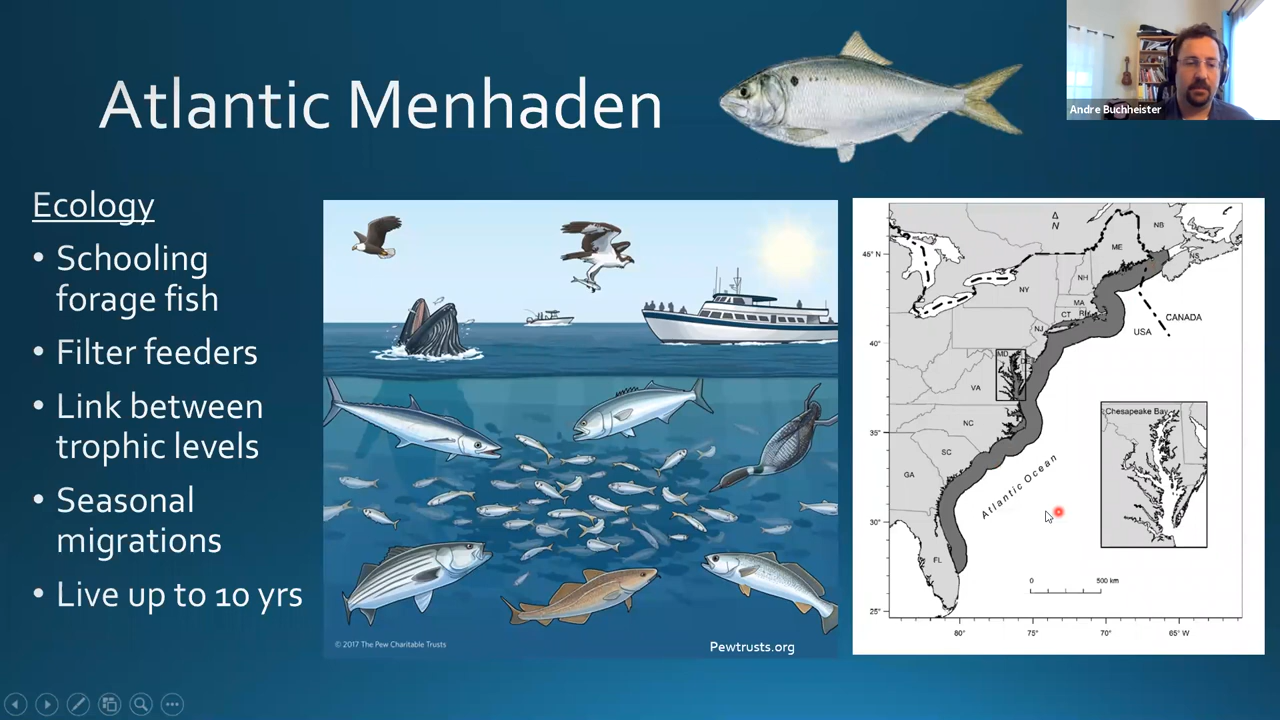 Andre Buchheister
Atlantic Menhaden
Ecology
• Schooling
forage fish
• Filter feeders
• Link between
trophic levels
• Seasonal
migrations
• Live up to 10 yrs
© 2017 The Pew Charitable Trusts
Pewtrusts.org
N
NB
45° N
ME
NS
NH
NY
MA
CT
RI
CANADA
USA
NJ
40°
MD
DE
VA
Chesapeake Bay
35°
NC
SC
GA
Atlantic Ocean
30°
FL
0 500 km
25°
80° 75° 70° 65° W